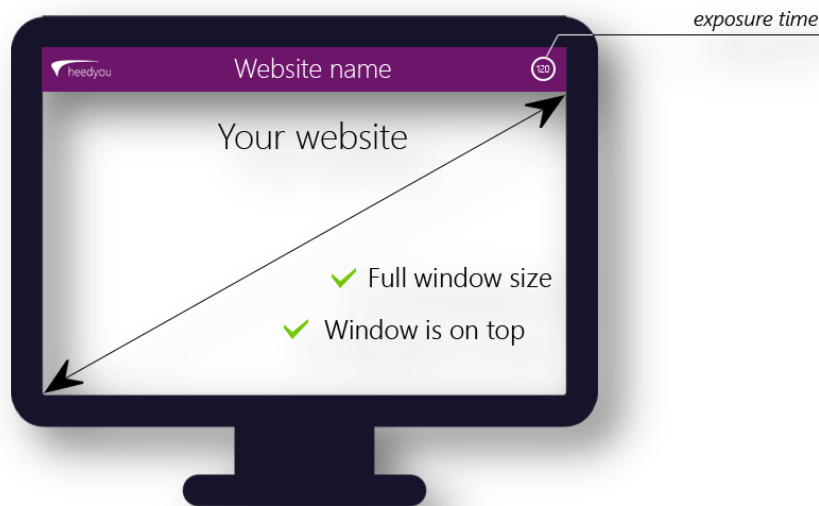 exposure time
heedyou
Website name
120
Your website
Full window size
Window is on top